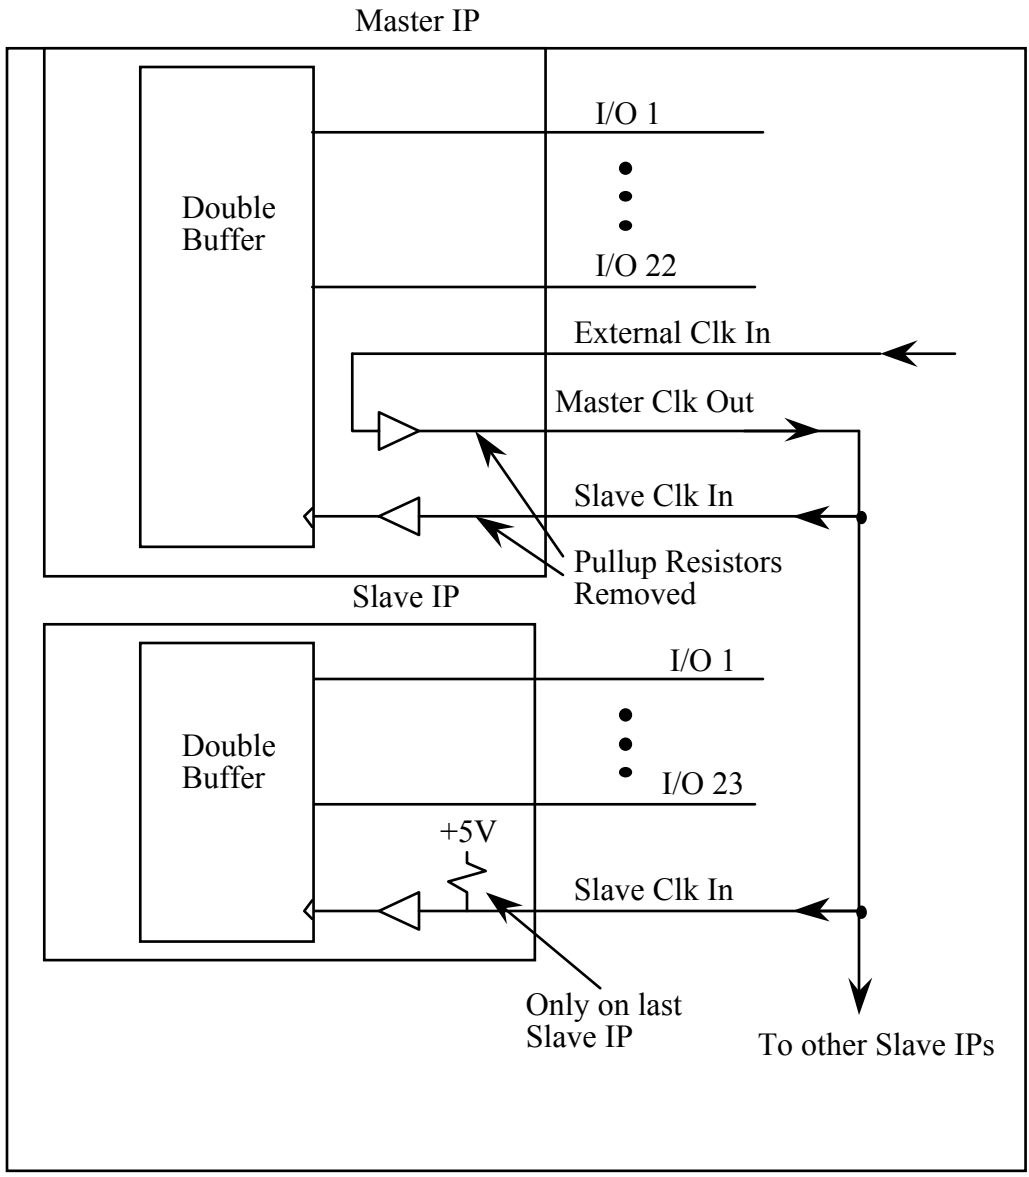 Master IP
I/O 1
Double
Buffer
I/O 22
External Clk In
Master Clk Out
Slave Clk In
Pullup Resistors
Removed
Slave IP
I/O 1
Double
Buffer
I/O 23
+5V
Slave Clk In
Only on last
Slave IP
To other Slave IPs